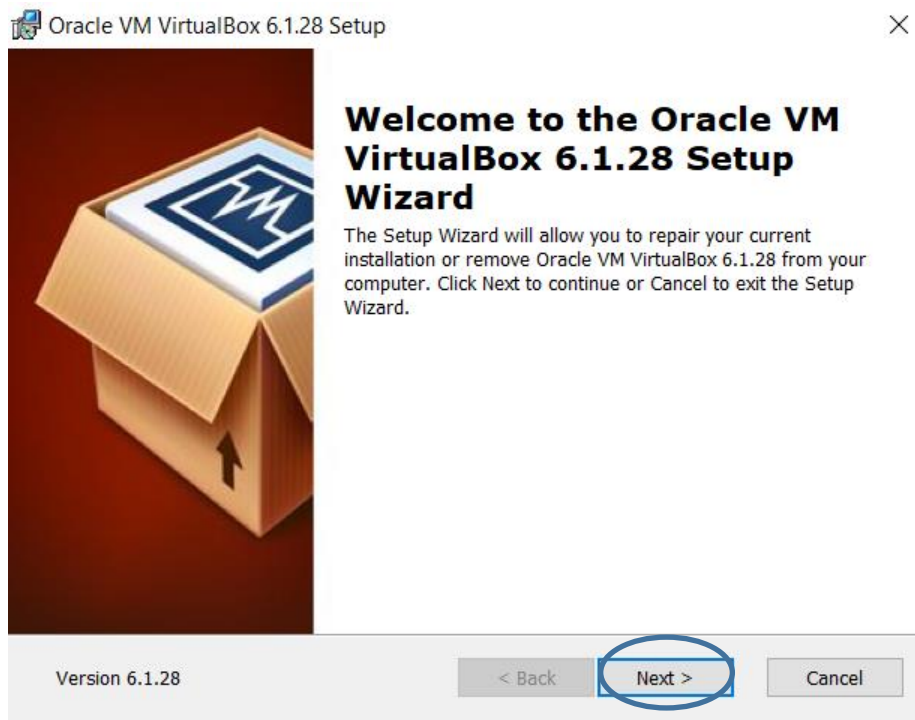 Oracle VM VirtualBox 6.1.28 Setup
Welcome to the Oracle VM
VirtualBox 6.1.28 Setup
Wizard
The Setup Wizard will allow you to repair your current
installation or remove Oracle VM VirtualBox 6.1.28 from your
computer. Click Next to continue or Cancel to exit the Setup
Wizard.
Version 6.1.28
< Back
Next >
Cancel